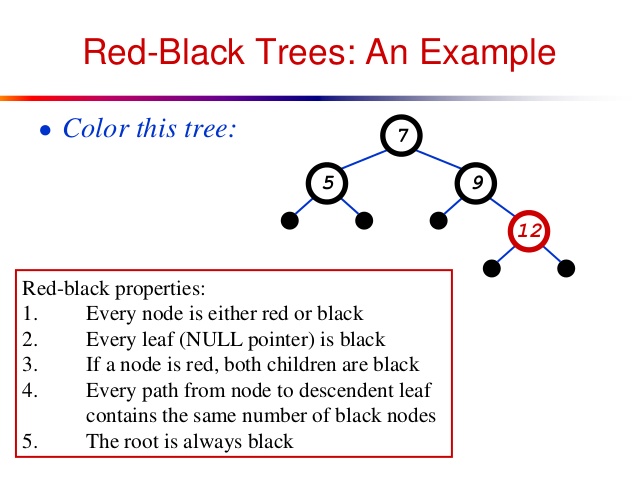 Red-Black Trees: An Example
● Color this tree:
7
5
9
12
Red-black properties:
1. Every node is either red or black
2. Every leaf (NULL pointer) is black
3. If a node is red, both children are black
4. Every path from node to descendent leaf
contains the same number of black nodes
5. The root is always black